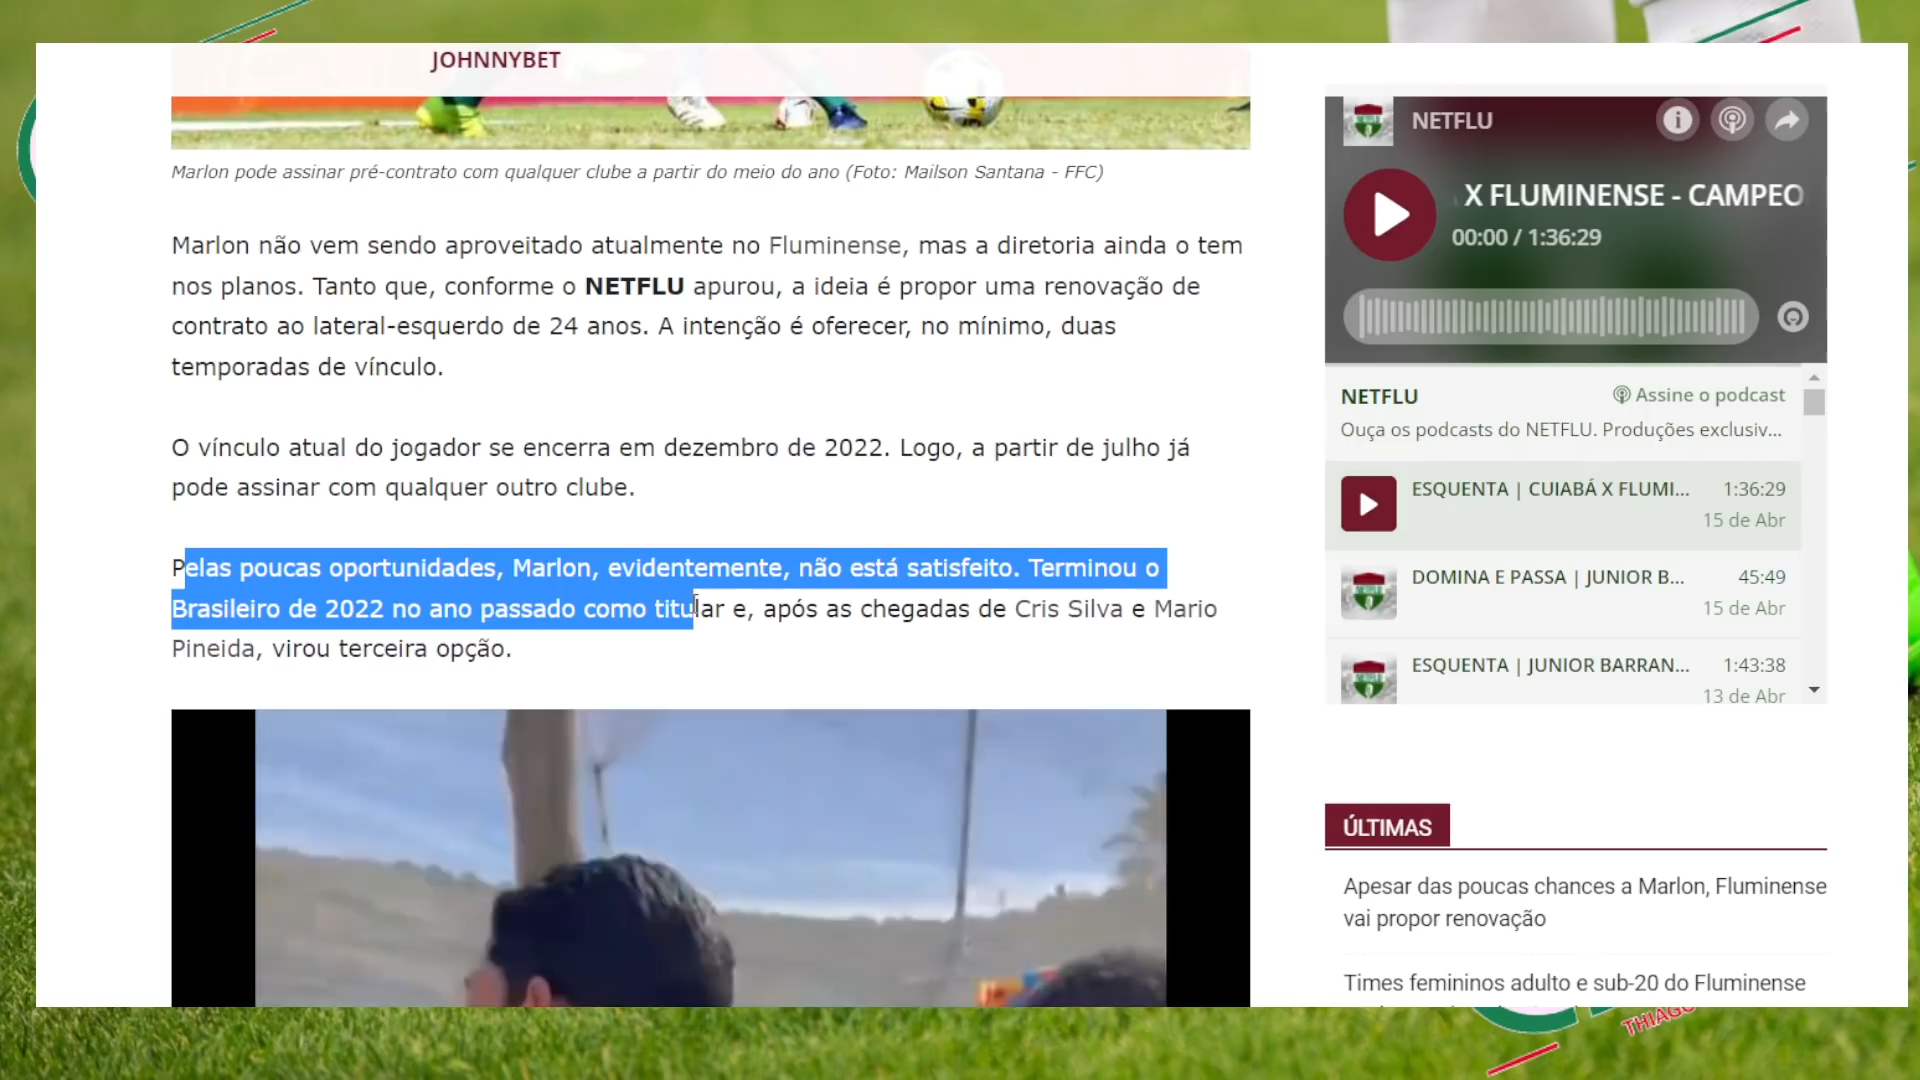 JOHNNYBET
Marlon pode assinar pré-contrato com qualquer clube a partir do meio do ano (Foto: Mailson Santana - FFC)
Marlon não vem sendo aproveitado atualmente no Fluminense, mas a diretoria ainda o tem
nos planos. Tanto que, conforme o NETFLU apurou, a ideia é propor uma renovação de
contrato ao lateral-esquerdo de 24 anos. A intenção é oferecer, no mínimo, duas
temporadas de vínculo.
O vínculo atual do jogador se encerra em dezembro de 2022. Logo, a partir de julho já
pode assinar com qualquer outro clube.
Pelas poucas oportunidades, Marlon, evidentemente, não está satisfeito. Terminou o
Brasileiro de 2022 no ano passado como titular e, após as chegadas de Cris Silva e Mario
Pineida, virou terceira opção.
NETFLU
X FLUMINENSE - CAMPEO
00:00 / 1:36:29
NETFLU
Assine o podcast
Ouça os podcasts do NETFLU. Produções exclusiv...
ESQUENTA | CUIABÁ X FLUMI... 1:36:29
15 de Abr
DOMINA E PASSA | JUNIOR B... 45:49
15 de Abr
ESQUENTA | JUNIOR BARRAN... 1:43:38
13 de Abr
ÚLTIMAS
Apesar das poucas chances a Marlon, Fluminense
vai propor renovação
Times femininos adulto e sub-20 do Fluminense
THIAGO